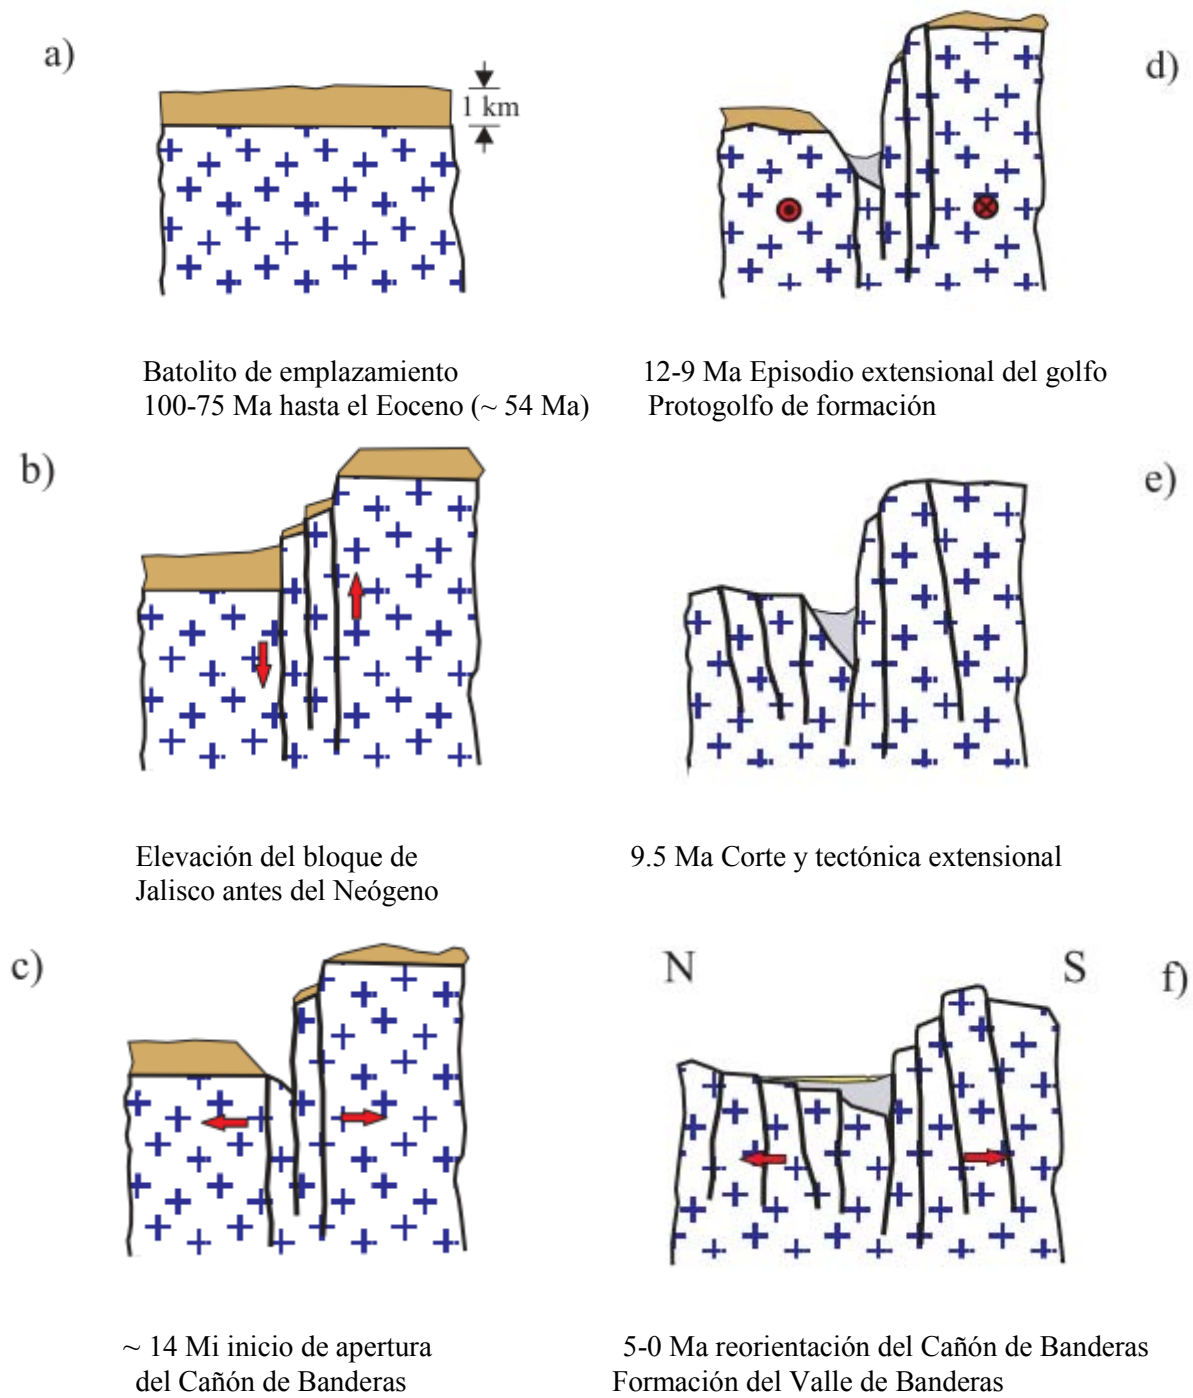 a)
1 km
Batolito de emplazamiento
100-75 Ma hasta el Eoceno (~ 54 Ma)
b)
Elevación del bloque de
Jalisco antes del Neógeno
c)
~ 14 Mi inicio de apertura
del Cañón de Banderas
d)
12-9 Ma Episodio extensional del golfo
Protogolfo de formación
e)
9.5 Ma Corte y tectónica extensional
N S f)
5-0 Ma reorientación del Cañón de Banderas
Formación del Valle de Banderas